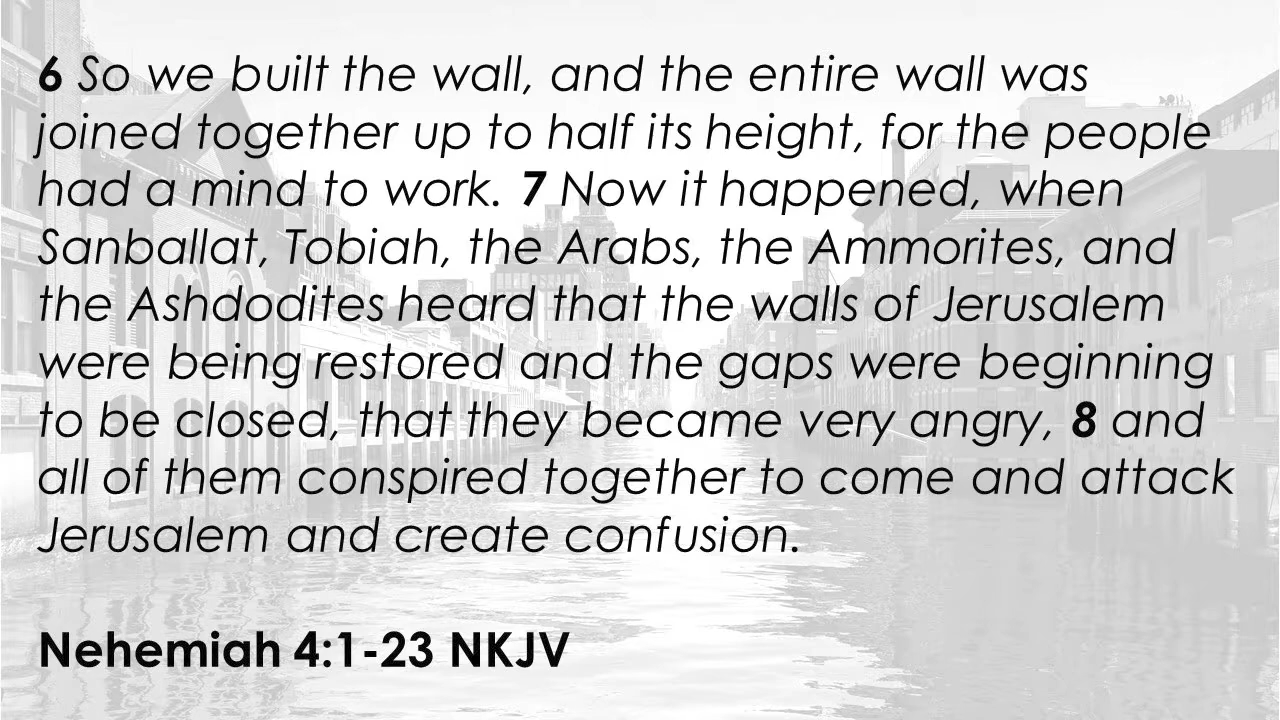 6 So we built the wall, and the entire wall was
joined together up to half its height, for the people
had a mind to work. 7 Now it happened, when
Sanballat, Tobiah, the Arabs, the Ammorites, and
the Ashdodites heard that the walls of Jerusalem
were being restored and the gaps were beginning
to be closed, that they became very angry, 8 and
all of them conspired together to come and attack
Jerusalem and create confusion.
Nehemiah 4:1-23 NKJV